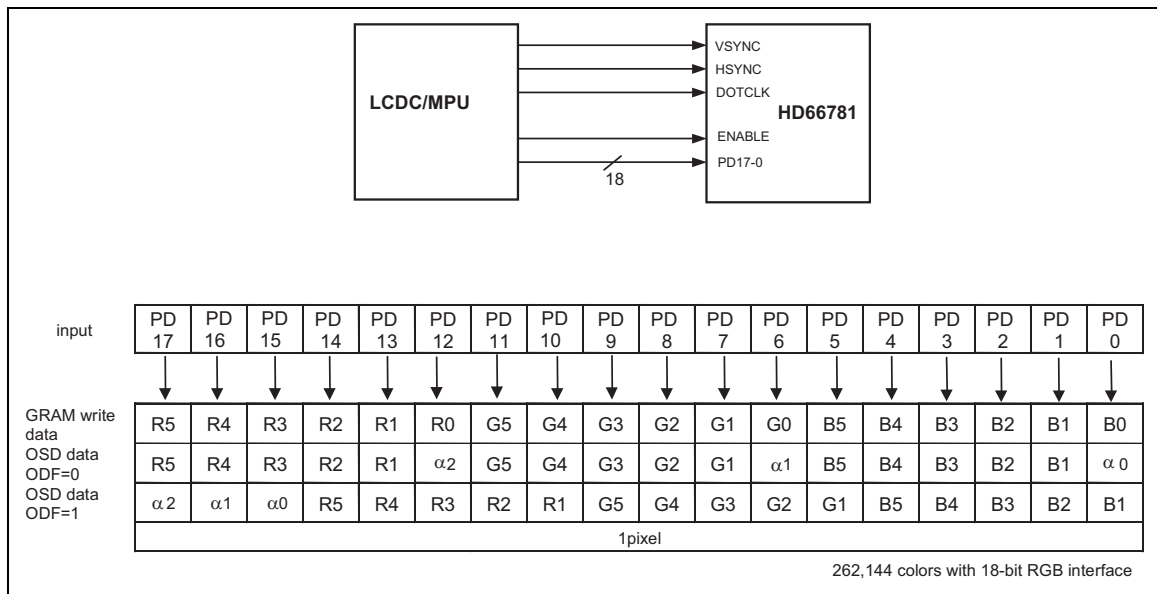 LCDC/MPU
VSYNC
HSYNC
DOTCLK
HD66781
ENABLE
PD17-0
18
input PD 17 PD 16 PD 15 PD 14 PD 13 PD 12 PD 11 PD 10 PD 9 PD 8 PD 7 PD 6 PD 5 PD 4 PD 3 PD 2 PD 1 PD 0
GRAM write data R5 R4 R3 R2 R1 R0 G5 G4 G3 G2 G1 G0 B5 B4 B3 B2 B1 B0
OSD data ODF=0 R5 R4 R3 R2 R1 α2 G5 G4 G3 G2 G1 α1 B5 B4 B3 B2 B1 α0
OSD data ODF=1 α2 α1 α0 R5 R4 R3 R2 R1 G5 G4 G3 G2 G1 B5 B4 B3 B2 B1
1pixel
262,144 colors with 18-bit RGB interface